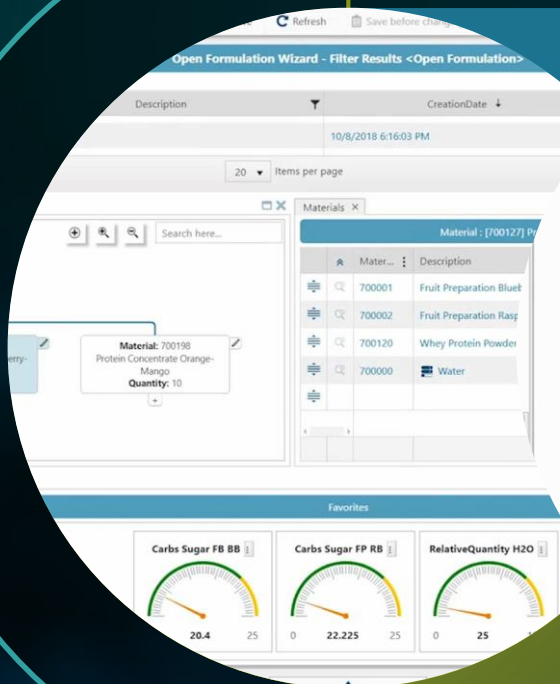 Refresh
Save before
Open Formulation Wizard - Filter Results <Open Formulation>
Description
CreationDate
10/8/2018 6:16:03 PM
20 Items per page
Materials
Search here...
Material : [700127]
Mater...
Description
700001 Fruit Preparation
700002 Fruit Preparation
700120 Whey Protein Powder
700000 Water
Material: 700198
Protein Concentrate Orange-
Mango
Quantity: 10
Favorites
Carbs Sugar FB BB
20.4 25
Carbs Sugar FP RB
0 22.225 25
RelativeQuantity H2O
0 25